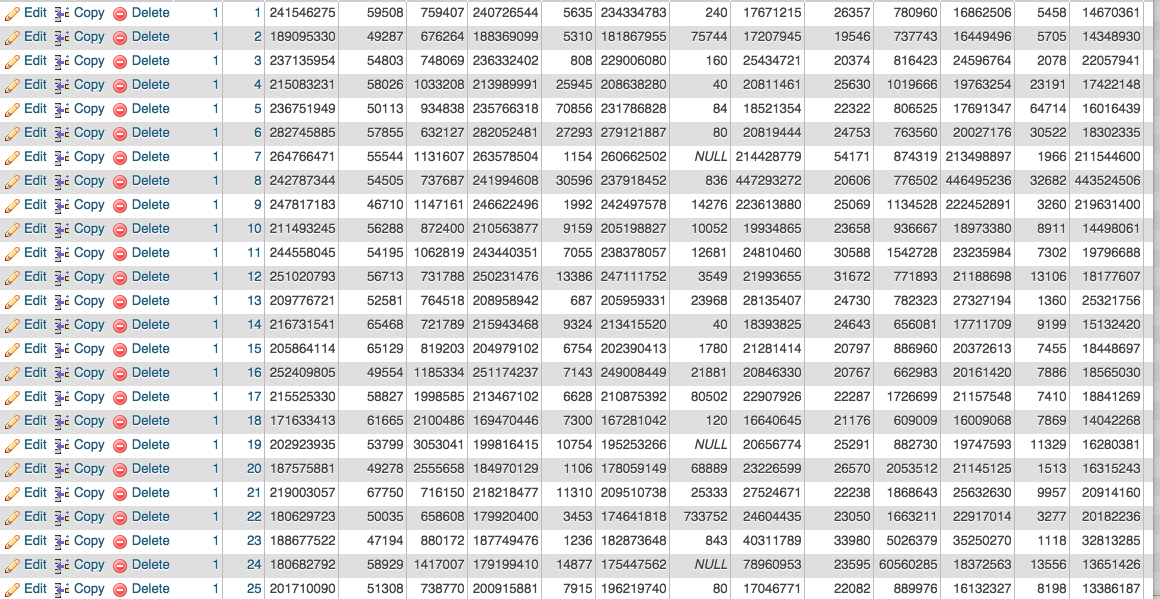 Edit Copy Delete 1 1 241546275 59508 759407 240726544 5635 234334783 240 17671215 26357 780960 16862506 5458 14670361
Edit Copy Delete 1 2 189095330 49287 676264 188369099 5310 181867955 75744 17207945 19546 737743 16449496 5705 14348930
Edit Copy Delete 1 3 237135954 54803 748069 236332402 808 229006080 160 25434721 20374 816423 24596764 2078 22057941
Edit Copy Delete 1 4 215083231 58026 1033208 213989991 25945 208638280 40 20811461 25630 1019666 19763254 23191 17422148
Edit Copy Delete 1 5 236751949 50113 934838 235766318 70856 231786828 84 18521354 22322 806525 17691347 64714 16016439
Edit Copy Delete 1 6 282745885 57855 632127 282052481 27293 279121887 80 20819444 24753 763560 20027176 30522 18302335
Edit Copy Delete 1 7 264766471 55544 1131607 263578504 1154 260662502 NULL 214428779 54171 874319 213498897 1966 211544600
Edit Copy Delete 1 8 242787344 54505 737687 241994608 30596 237918452 836 447293272 20606 776502 446495236 32682 443524506
Edit Copy Delete 1 9 247817183 46710 1147161 246622496 1992 242497578 14276 223613880 25069 1134528 222452891 3260 219631400
Edit Copy Delete 1 10 211493245 56288 872400 210563877 9159 205198827 10052 19934865 23658 936667 18973380 8911 14498061
Edit Copy Delete 1 11 244558045 54195 1062819 243440351 7055 238378057 12681 24810460 30588 1542728 23235984 7302 19796688
Edit Copy Delete 1 12 251020793 56713 731788 250231476 13386 247111752 3549 21993655 31672 771893 21188698 13106 18177607
Edit Copy Delete 1 13 209776721 52581 764518 208958942 687 205959331 23968 28135407 24730 782323 27327194 1360 25321756
Edit Copy Delete 1 14 216731541 65468 721789 215943468 9324 213415520 40 18393825 24643 656081 17711709 9199 15132420
Edit Copy Delete 1 15 205864114 65129 819203 204979102 6754 202390413 1780 21281414 20797 886960 20372613 7455 18448697
Edit Copy Delete 1 16 252409805 49554 1185334 251174237 7143 249008449 21881 20846330 20767 662983 20161420 7886 18565030
Edit Copy Delete 1 17 215525330 58827 1998585 213467102 6628 210875392 80502 22907926 22287 1726699 21157548 7410 18841269
Edit Copy Delete 1 18 171633413 61665 2100486 169470446 7300 167281042 120 16640645 21176 609009 16009068 7869 14042268
Edit Copy Delete 1 19 202923935 53799 3053041 199816415 10754 195253266 NULL 20656774 25291 882730 19747593 11329 16280381
Edit Copy Delete 1 20 187575881 49278 2555658 184970129 1106 178059149 68689 23226599 26570 2053512 21145125 1513 16315243
Edit Copy Delete 1 21 219003057 67750 716150 218218477 11310 209510738 25333 27524671 22238 1868643 25632630 9957 20914160
Edit Copy Delete 1 22 180629723 50035 658608 179920400 3453 174641818 733752 24604435 23050 1663211 22917014 3277 20182236
Edit Copy Delete 1 23 188677522 47194 880172 187749476 1236 182873648 843 40311789 33980 5026379 35250270 1118 32813285
Edit Copy Delete 1 24 180682792 58929 1417007 179199410 14877 175447562 NULL 78960953 23595 60560285 18372563 13556 13651426
Edit Copy Delete 1 25 201710090 51308 738770 200915881 7915 196219740 80 17046771 22082 889976 16132327 8198 13386187